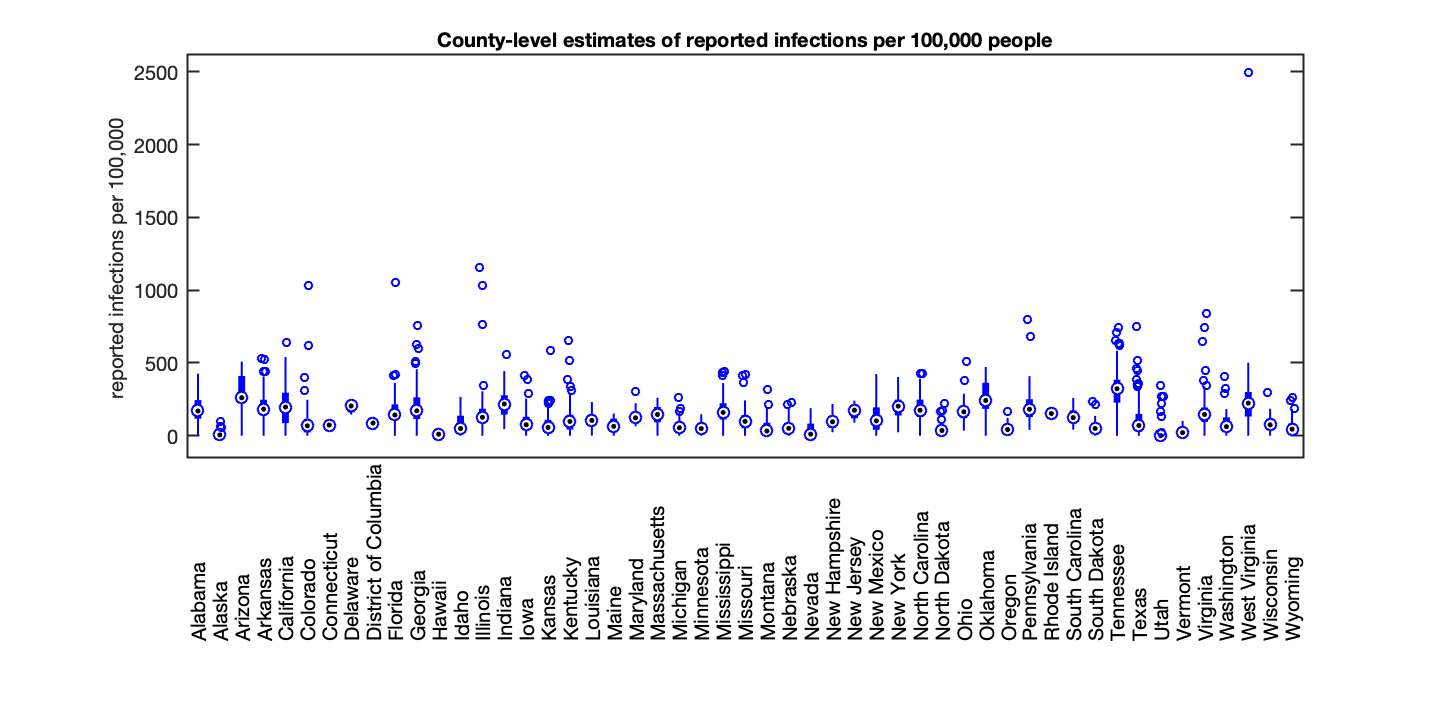 County-level estimates of reported infections per 100,000 people
reported infections per 100,000
2500
2000
1500
1000
500
0
Alabama
Alaska
Arizona
Arkansas
California
Colorado
Connecticut
Delaware
District of Columbia
Florida
Georgia
Hawaii
Idaho
Illinois
Indiana
Iowa
Kansas
Kentucky
Louisiana
Maine
Maryland
Massachusetts
Michigan
Minnesota
Mississippi
Missouri
Montana
Nebraska
Nevada
New Hampshire
New Jersey
New Mexico
New York
North Carolina
North Dakota
Ohio
Oklahoma
Oregon
Pennsylvania
Rhode Island
South Carolina
South Dakota
Tennessee
Texas
Utah
Vermont
Virginia
Washington
West Virginia
Wisconsin
Wyoming